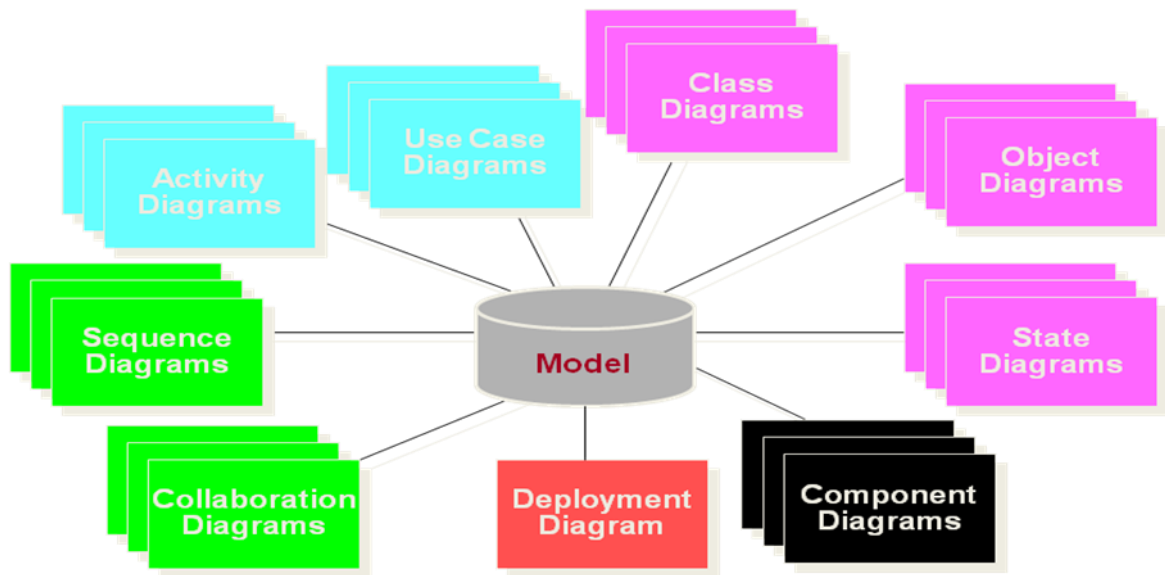 Class
Diagrams
Use Case
Diagrams
Object
Diagrams
Activity
Diagrams
Sequence
Diagrams
Model
State
Diagrams
Collaboration
Diagrams
Deployment
Diagram
Component
Diagrams